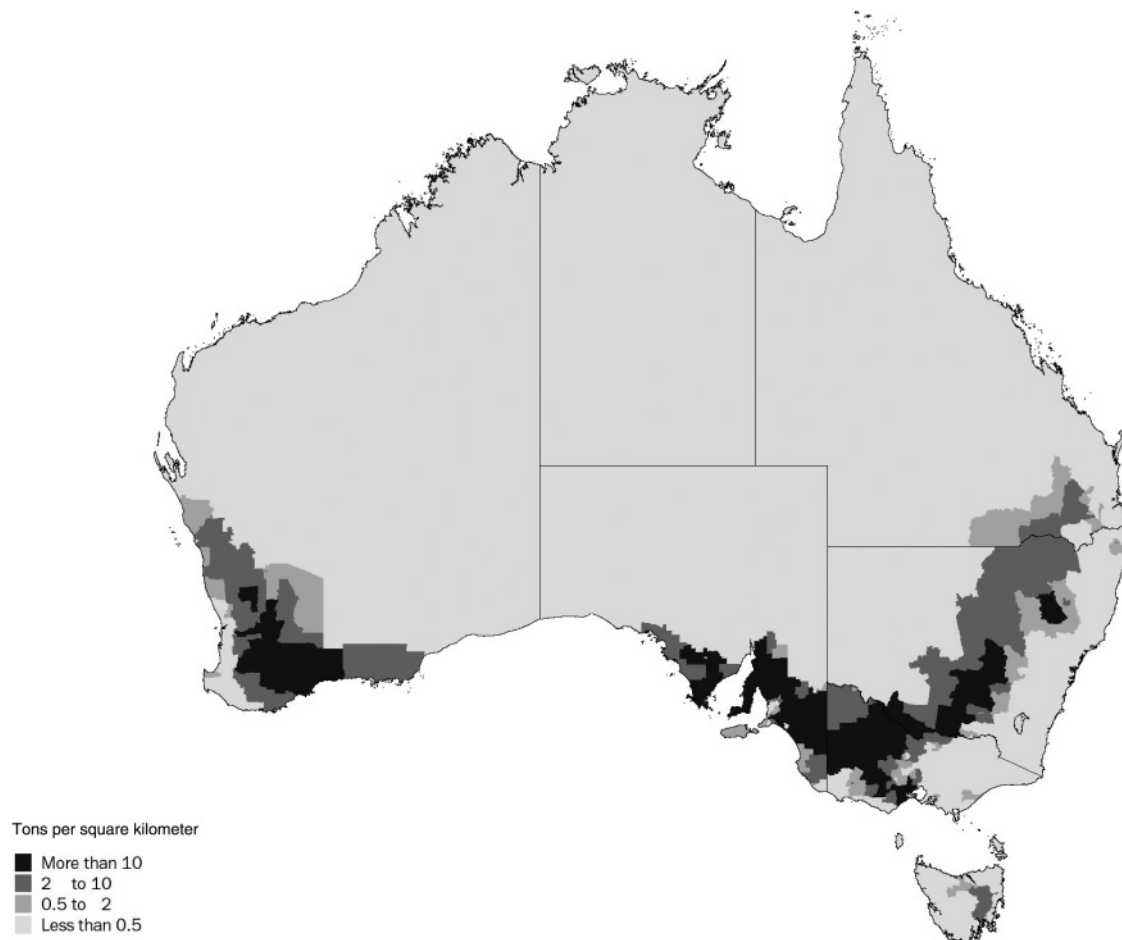 Tons per square kilometer
More than 10
2 to 10
0.5 to 2
Less than 0.5